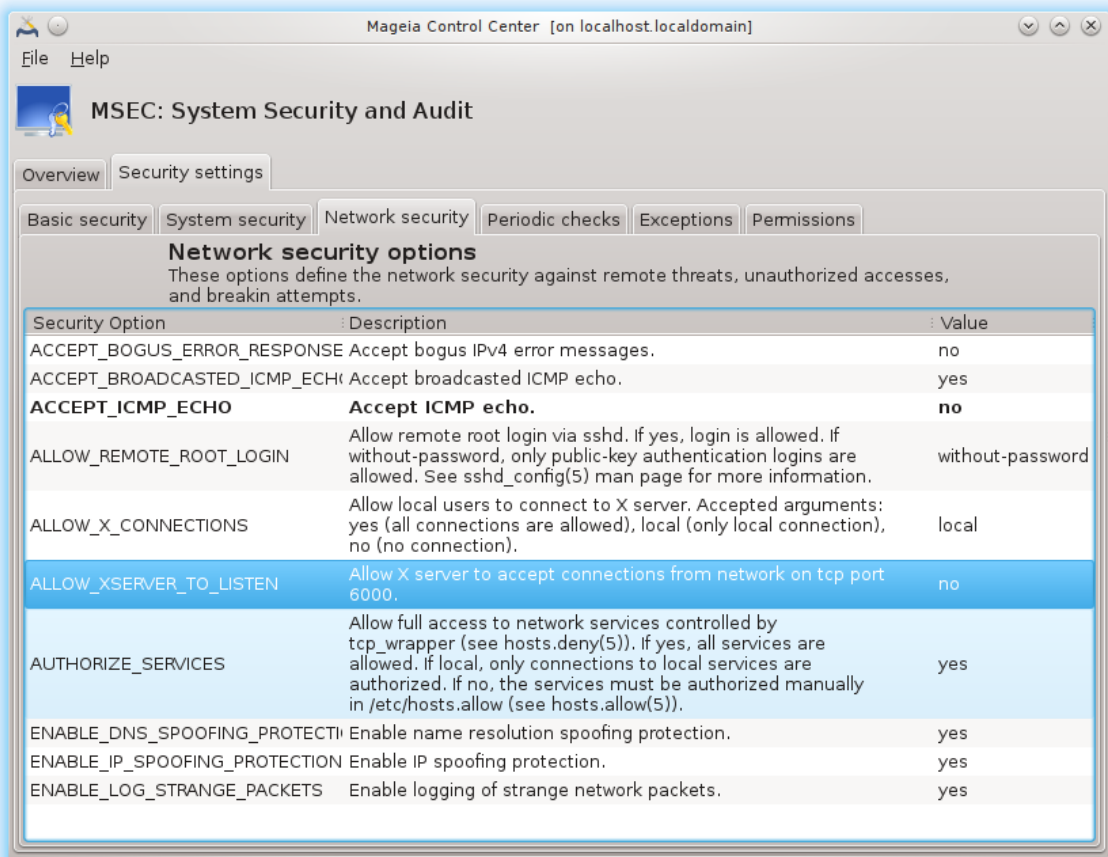 Mageia Control Center [on localhost.localdomain]
File Help
MSEC: System Security and Audit
Overview Security settings
Basic security System security Network security Periodic checks Exceptions Permissions
Network security options
These options define the network security against remote threats, unauthorized accesses,
and breakin attempts.
Security Option Description Value
ACCEPT_BOGUS_ERROR_RESPONSE Accept bogus IPv4 error messages. no
ACCEPT_BROADCASTED_ICMP_ECH Accept broadcasted ICMP echo. yes
ACCEPT_ICMP_ECHO Accept ICMP echo. no
ALLOW_REMOTE_ROOT_LOGIN Allow remote root login via sshd. If yes, login is allowed. If
without-password, only public-key authentication logins are without-password
allowed. See sshd_config(5) man page for more information.
ALLOW_X_CONNECTIONS Allow local users to connect to X server. Accepted arguments:
yes (all connections are allowed), local (only local connection), local
no (no connection).
ALLOW_XSERVER_TO_LISTEN Allow X server to accept connections from network on tcp port no
6000.
AUTHORIZE_SERVICES Allow full access to network services controlled by
tcp_wrapper (see hosts.deny(5)). If yes, all services are
allowed. If local, only connections to local services are yes
authorized. If no, the services must be authorized manually
in /etc/hosts.allow (see hosts.allow(5)).
ENABLE_DNS_SPOOFING_PROTECTI Enable name resolution spoofing protection. yes
ENABLE_IP_SPOOFING_PROTECTION Enable IP spoofing protection. yes
ENABLE_LOG_STRANGE_PACKETS Enable logging of strange network packets. yes